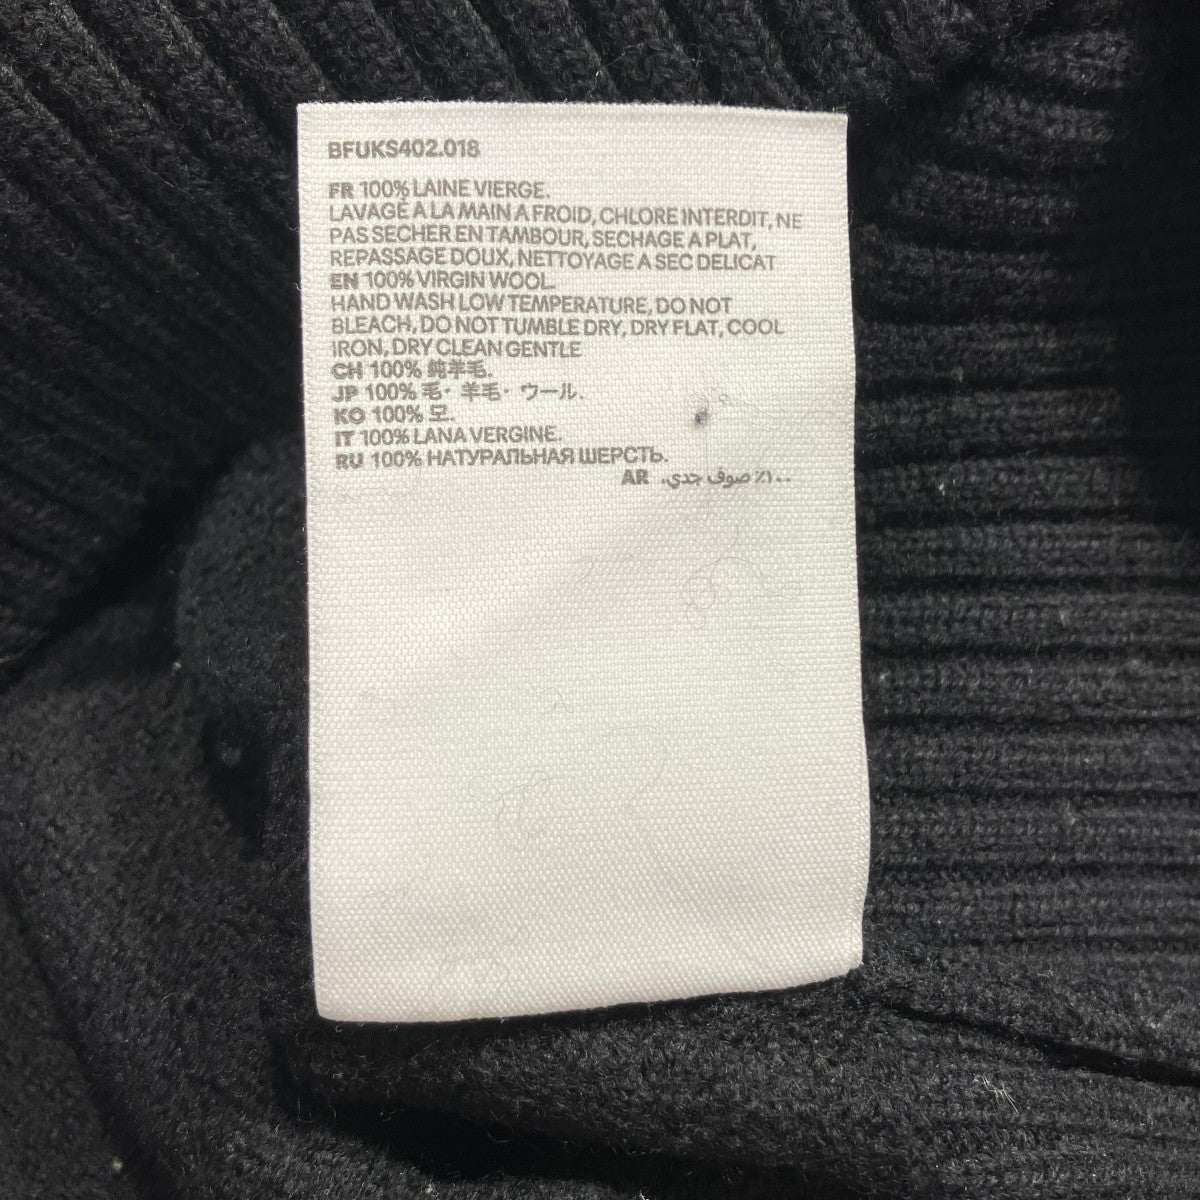 BFUKS402.018
FR 100% LAINE VIERGE.
LAVAGE A LA MAIN A FROID, CHLORE INTERDIT, NE
PAS SECHER EN TAMBOUR, SECHAGE A PLAT,
REPASSAGE DOUX, NETTOYAGE A SEC DELICAT
EN 100% VIRGIN WOOL.
HAND WASH LOW TEMPERATURE, DO NOT
BLEACH, DO NOT TUMBLE DRY, DRY FLAT, COOL
IRON, DRY CLEAN GENTLE
CH 100% 纯羊毛.
JP 100% 毛・羊毛・ウール.
KO 100% 모.
IT 100% LANA VERGINE.
RU 100% НАТУРАЛЬНАЯ ШЕРСТЬ.
AR ١٠٠٪ صوف جدي.